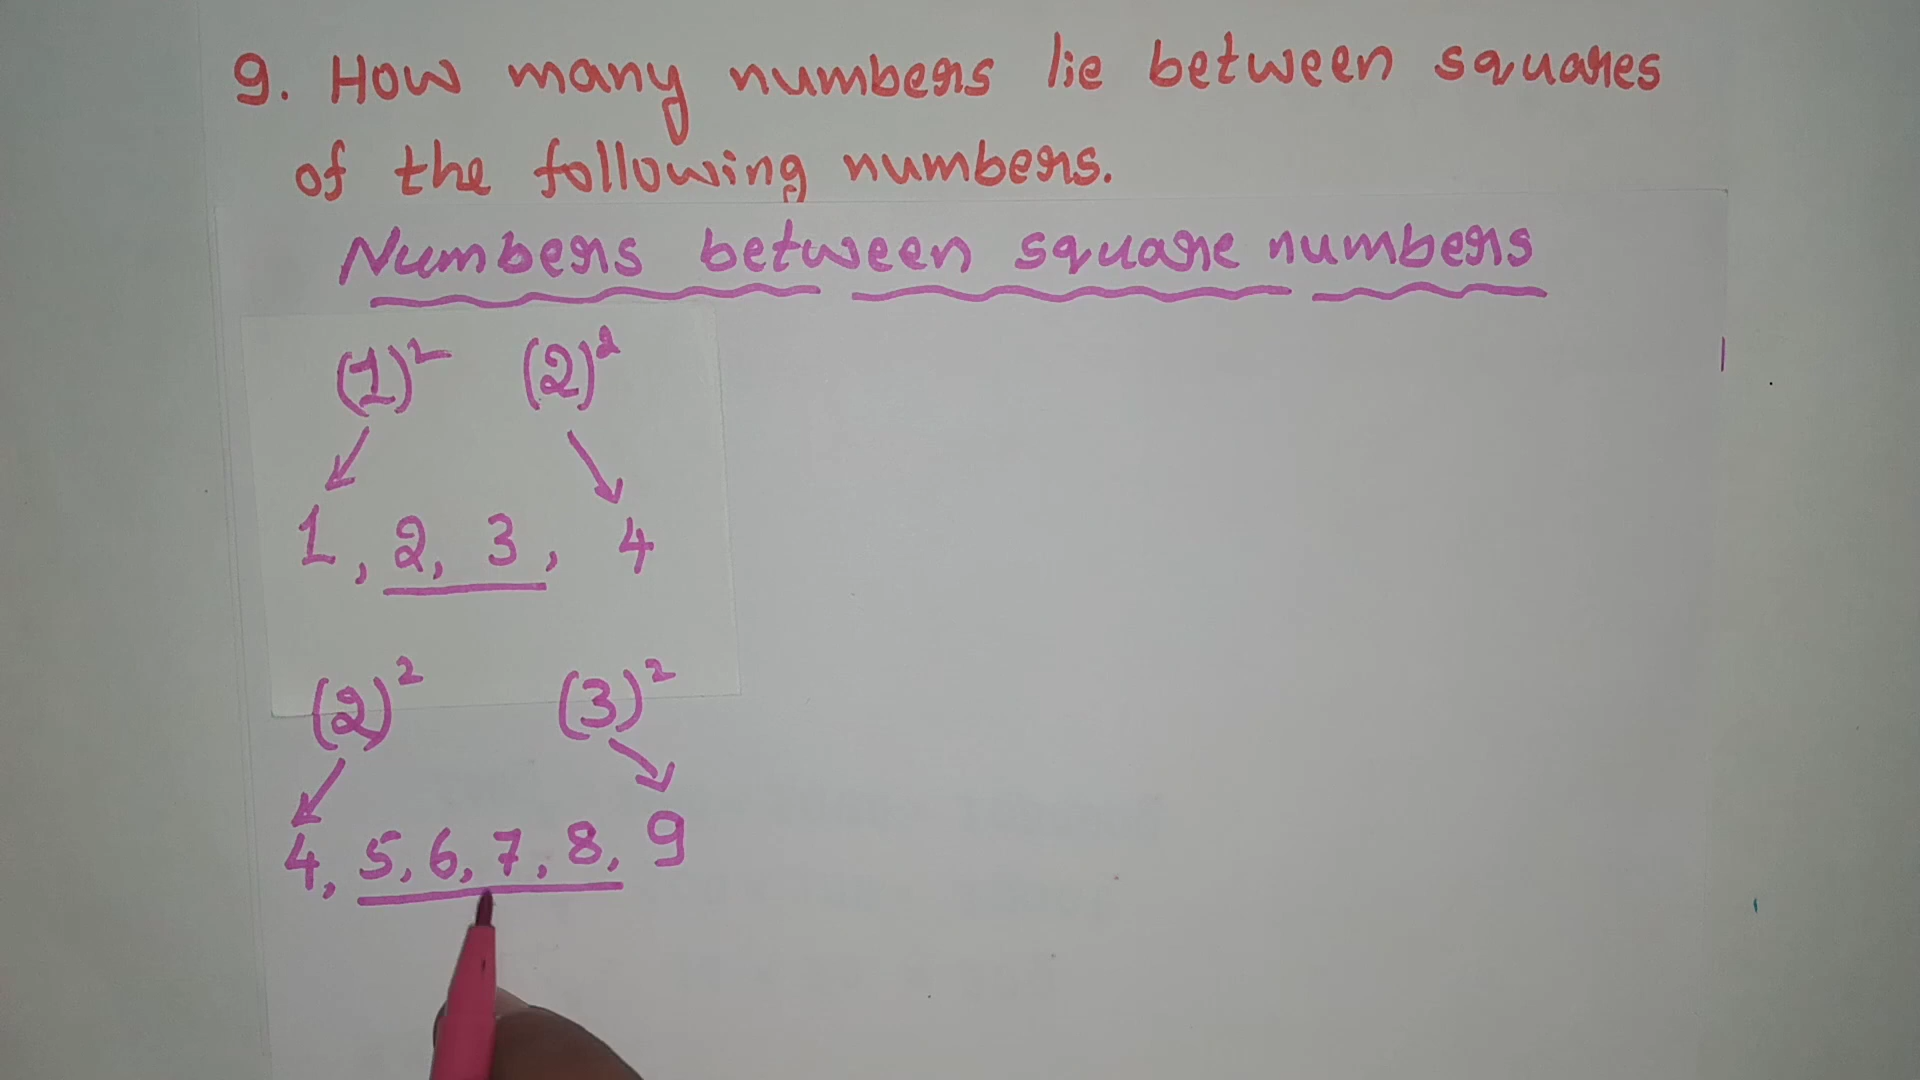 9. How many numbers lie between squares
of the following numbers.
Numbers between square numbers
(1)² (2)²
1, 2, 3, 4
(2)² (3)²
4, 5, 6, 7, 8, 9